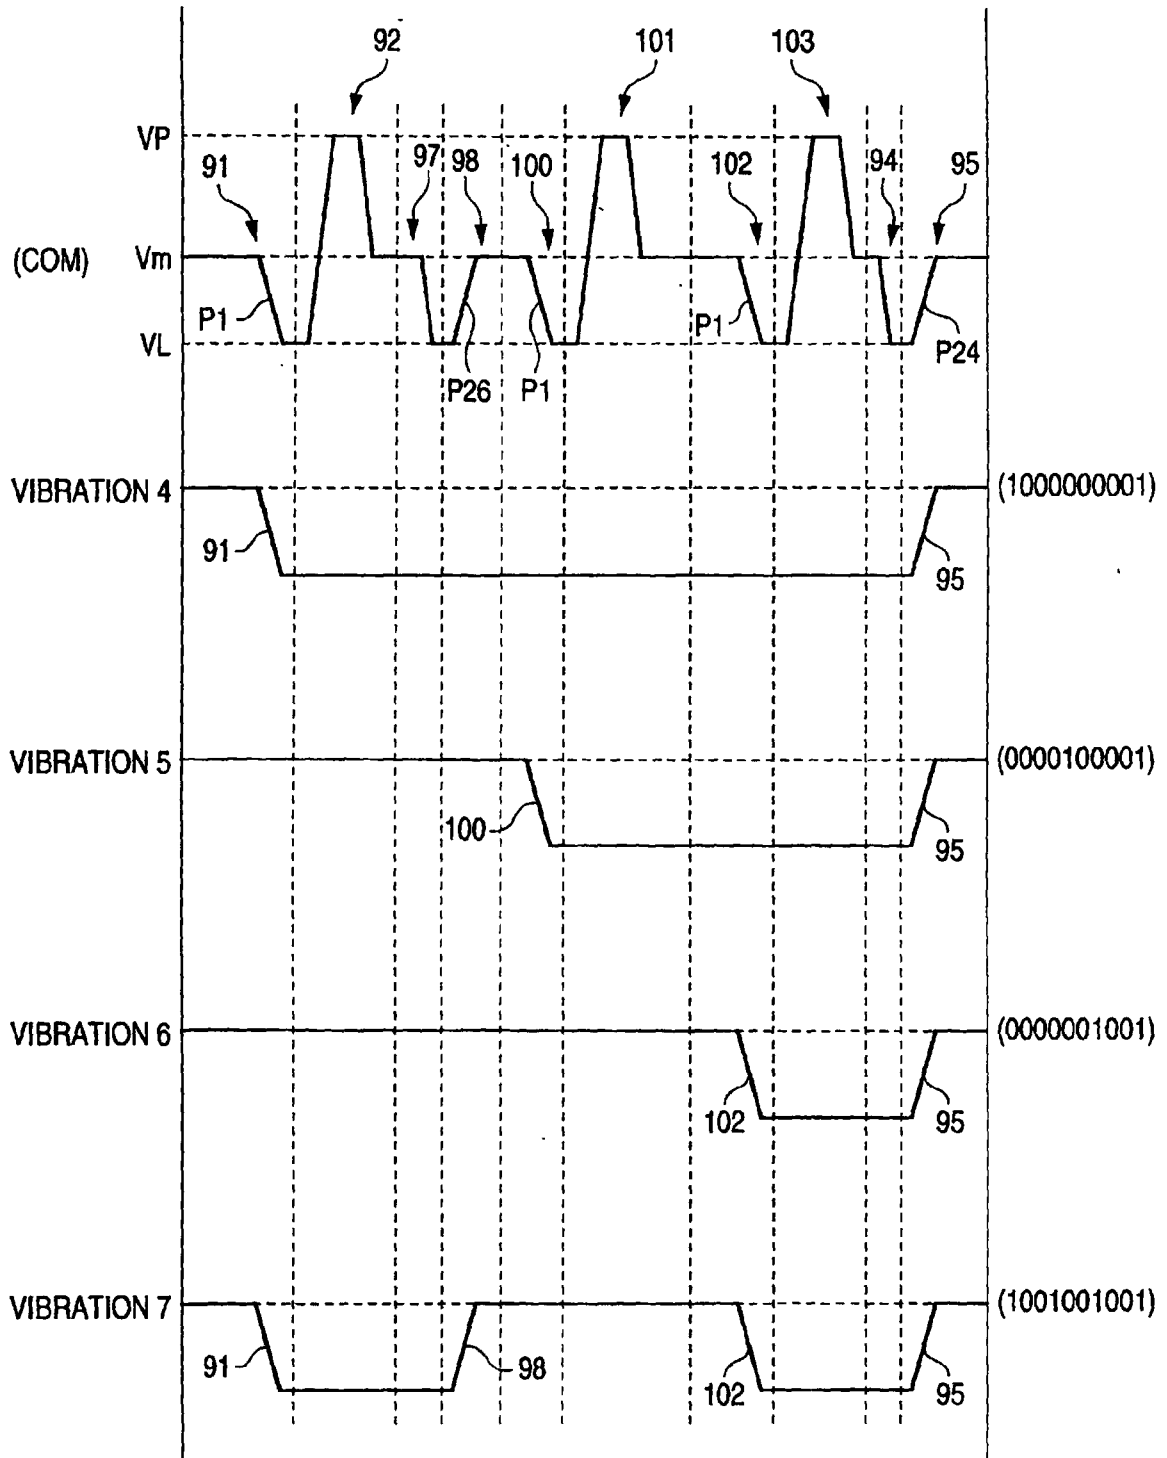 92 101 103
VP
91 97 98 100 102 94 95
(COM) Vm
P1 P1
VL P24
P26 P1
VIBRATION 4 (1000000001)
91 95
VIBRATION 5 (0000100001)
100 95
VIBRATION 6 (0000001001)
102 95
VIBRATION 7 (1001001001)
91 98 102 95